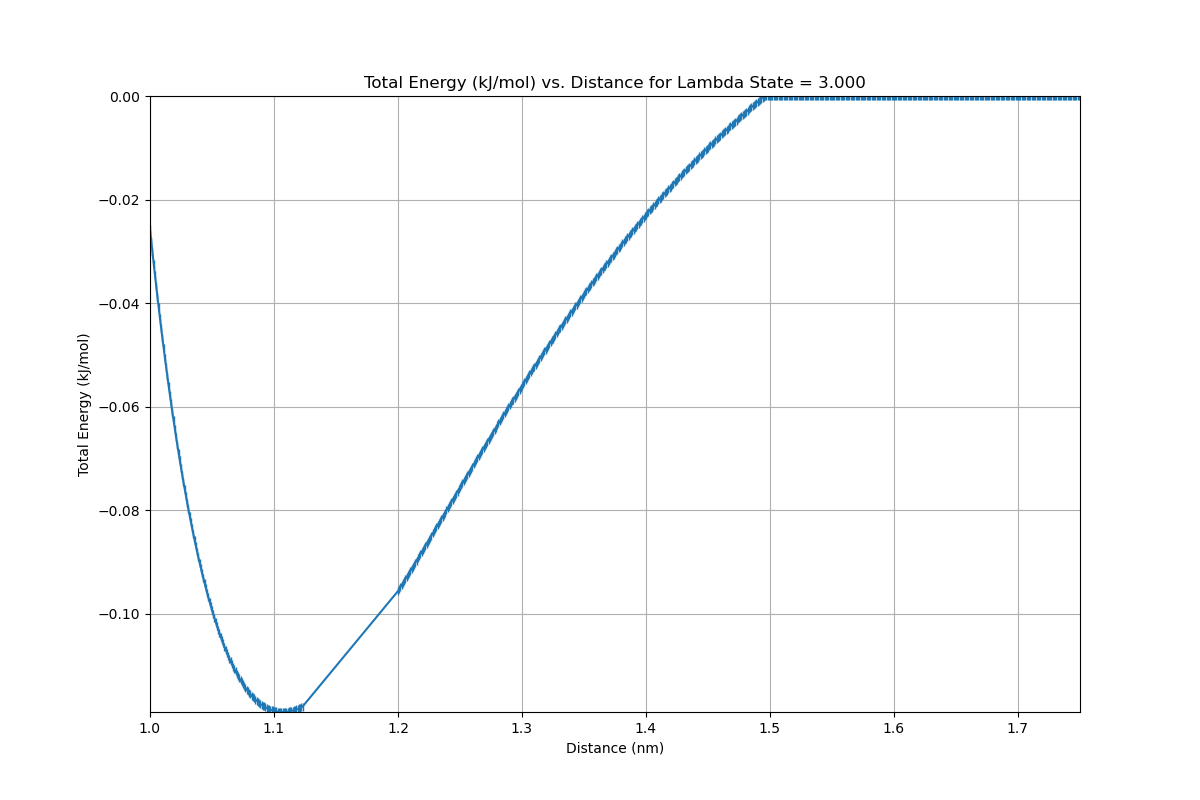 Total Energy (kJ/mol) vs. Distance for Lambda State = 3.000
Total Energy (kJ/mol)
0.00
−0.02
−0.04
−0.06
−0.08
−0.10
1.0 1.1 1.2 1.3 1.4 1.5 1.6 1.7
Distance (nm)